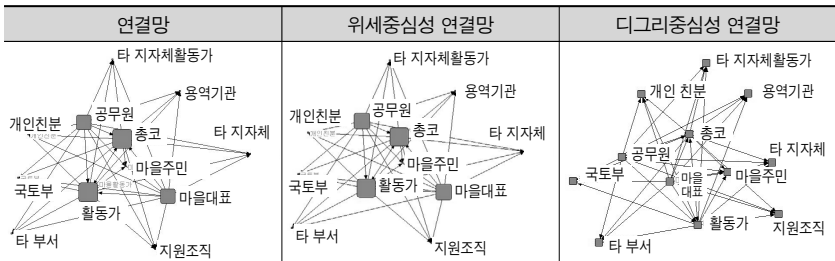 연결망
위세중심성 연결망
디그리중심성 연결망
타 지자체활동가
용역기관
공무원
개인친분
총코
타 지자체
마을주민
국토부
마을대표
활동가
타 부서
지원조직
타 지자체활동가
용역기관
공무원
개인친분
총코
타 지자체
마을주민
국토부
활동가
마을대표
타 부서
지원조직
타 지자체활동가
개인 친분
용역기관
총코
공무원
타 지자체
국토부
마을주민
마을
대표
활동가
지원조직
타 부서